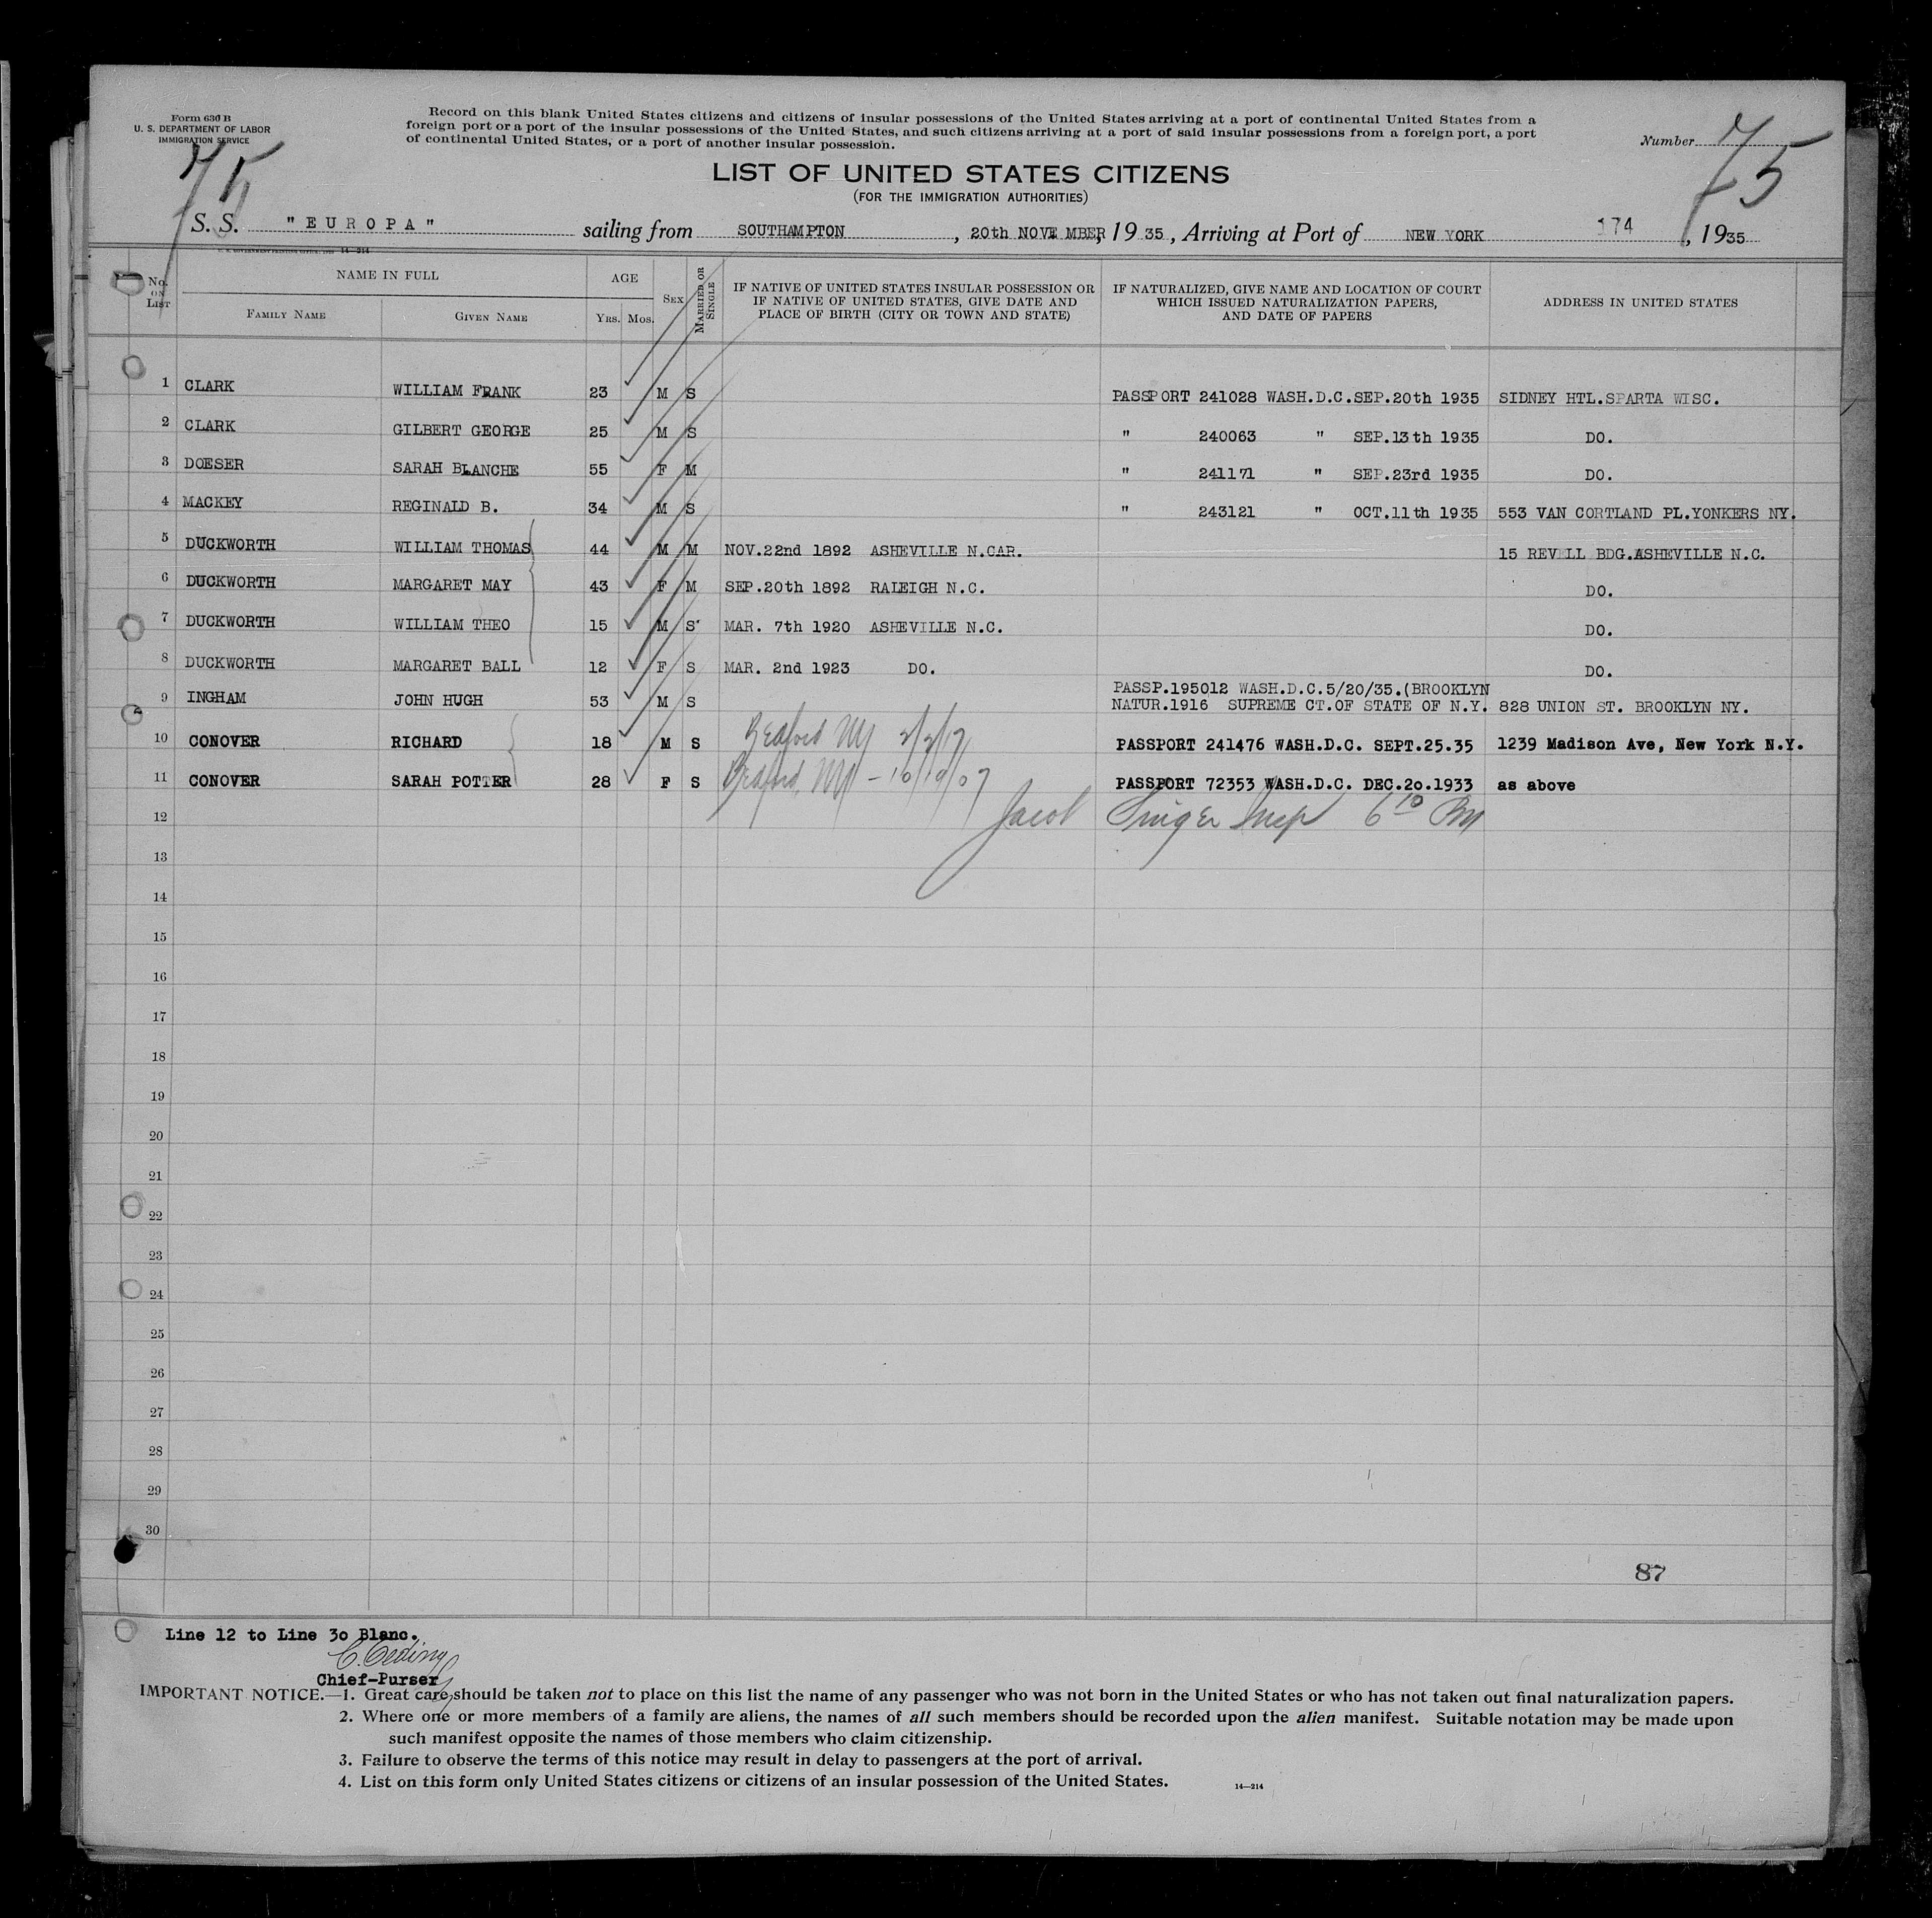 Form 630 B
U. S. DEPARTMENT OF LABOR
IMMIGRATION SERVICE
Record on this blank United States citizens and citizens of insular possessions of the United States arriving at a port of continental United States from a
foreign port or a port of the insular possessions of the United States, and such citizens arriving at a port of said insular possessions from a foreign port, a port
of continental United States, or a port of another insular possession.
Number 75
75
LIST OF UNITED STATES CITIZENS
(FOR THE IMMIGRATION AUTHORITIES)
S. S. "EUROPA" sailing from SOUTHAMPTON, 20th NOVEMBER, 1935, Arriving at Port of NEW YORK 174, 1935
No. ON LIST
NAME IN FULL
FAMILY NAME
GIVEN NAME
AGE
YRS. MOS.
SEX
MARRIED OR SINGLE
IF NATIVE OF UNITED STATES INSULAR POSSESSION OR
IF NATIVE OF UNITED STATES, GIVE DATE AND
PLACE OF BIRTH (CITY OR TOWN AND STATE)
IF NATURALIZED, GIVE NAME AND LOCATION OF COURT
WHICH ISSUED NATURALIZATION PAPERS,
AND DATE OF PAPERS
ADDRESS IN UNITED STATES
1 CLARK WILLIAM FRANK 23 M S PASSPORT 241028 WASH.D.C.SEP.20th 1935 SIDNEY HTL.SPARTA WISC.
2 CLARK GILBERT GEORGE 25 M S " 240063 " SEP.13th 1935 DO.
3 DOESER SARAH BLANCHE 55 F M " 241171 " SEP.23rd 1935 DO.
4 MACKEY REGINALD B. 34 M S " 243121 " OCT.11th 1935 553 VAN CORTLAND PL.YONKERS NY.
5 DUCKWORTH WILLIAM THOMAS 44 M M NOV.22nd 1892 ASHEVILLE N.CAR. 15 REVELL BDG.ASHEVILLE N.C.
6 DUCKWORTH MARGARET MAY 43 F M SEP.20th 1892 RALEIGH N.C. DO.
7 DUCKWORTH WILLIAM THEO 15 M S MAR. 7th 1920 ASHEVILLE N.C. DO.
8 DUCKWORTH MARGARET BALL 12 F S MAR. 2nd 1923 DO. DO.
9 INGHAM JOHN HUGH 53 M S PASSP.195012 WASH.D.C.5/20/35.(BROOKLYN
NATUR.1916 SUPREME CT.OF STATE OF N.Y. 828 UNION ST. BROOKLYN NY.
10 CONOVER RICHARD 18 M S Bedford NY PASSPORT 241476 WASH.D.C. SEPT.25.35 1239 Madison Ave, New York N.Y.
11 CONOVER SARAH POTTER 28 F S Bedford, NY - 10/19/07 PASSPORT 72353 WASH.D.C. DEC.2o.1933 as above
12 Jacob Singer Insp 6 10 PM
13
14
15
16
17
18
19
20
21
22
23
24
25
26
27
28
29
30
87
Line 12 to Line 3o Blanc.
Chief-Purser
IMPORTANT NOTICE.—1. Great care should be taken not to place on this list the name of any passenger who was not born in the United States or who has not taken out final naturalization papers.
2. Where one or more members of a family are aliens, the names of all such members should be recorded upon the alien manifest. Suitable notation may be made upon
such manifest opposite the names of those members who claim citizenship.
3. Failure to observe the terms of this notice may result in delay to passengers at the port of arrival.
4. List on this form only United States citizens or citizens of an insular possession of the United States.
14—214